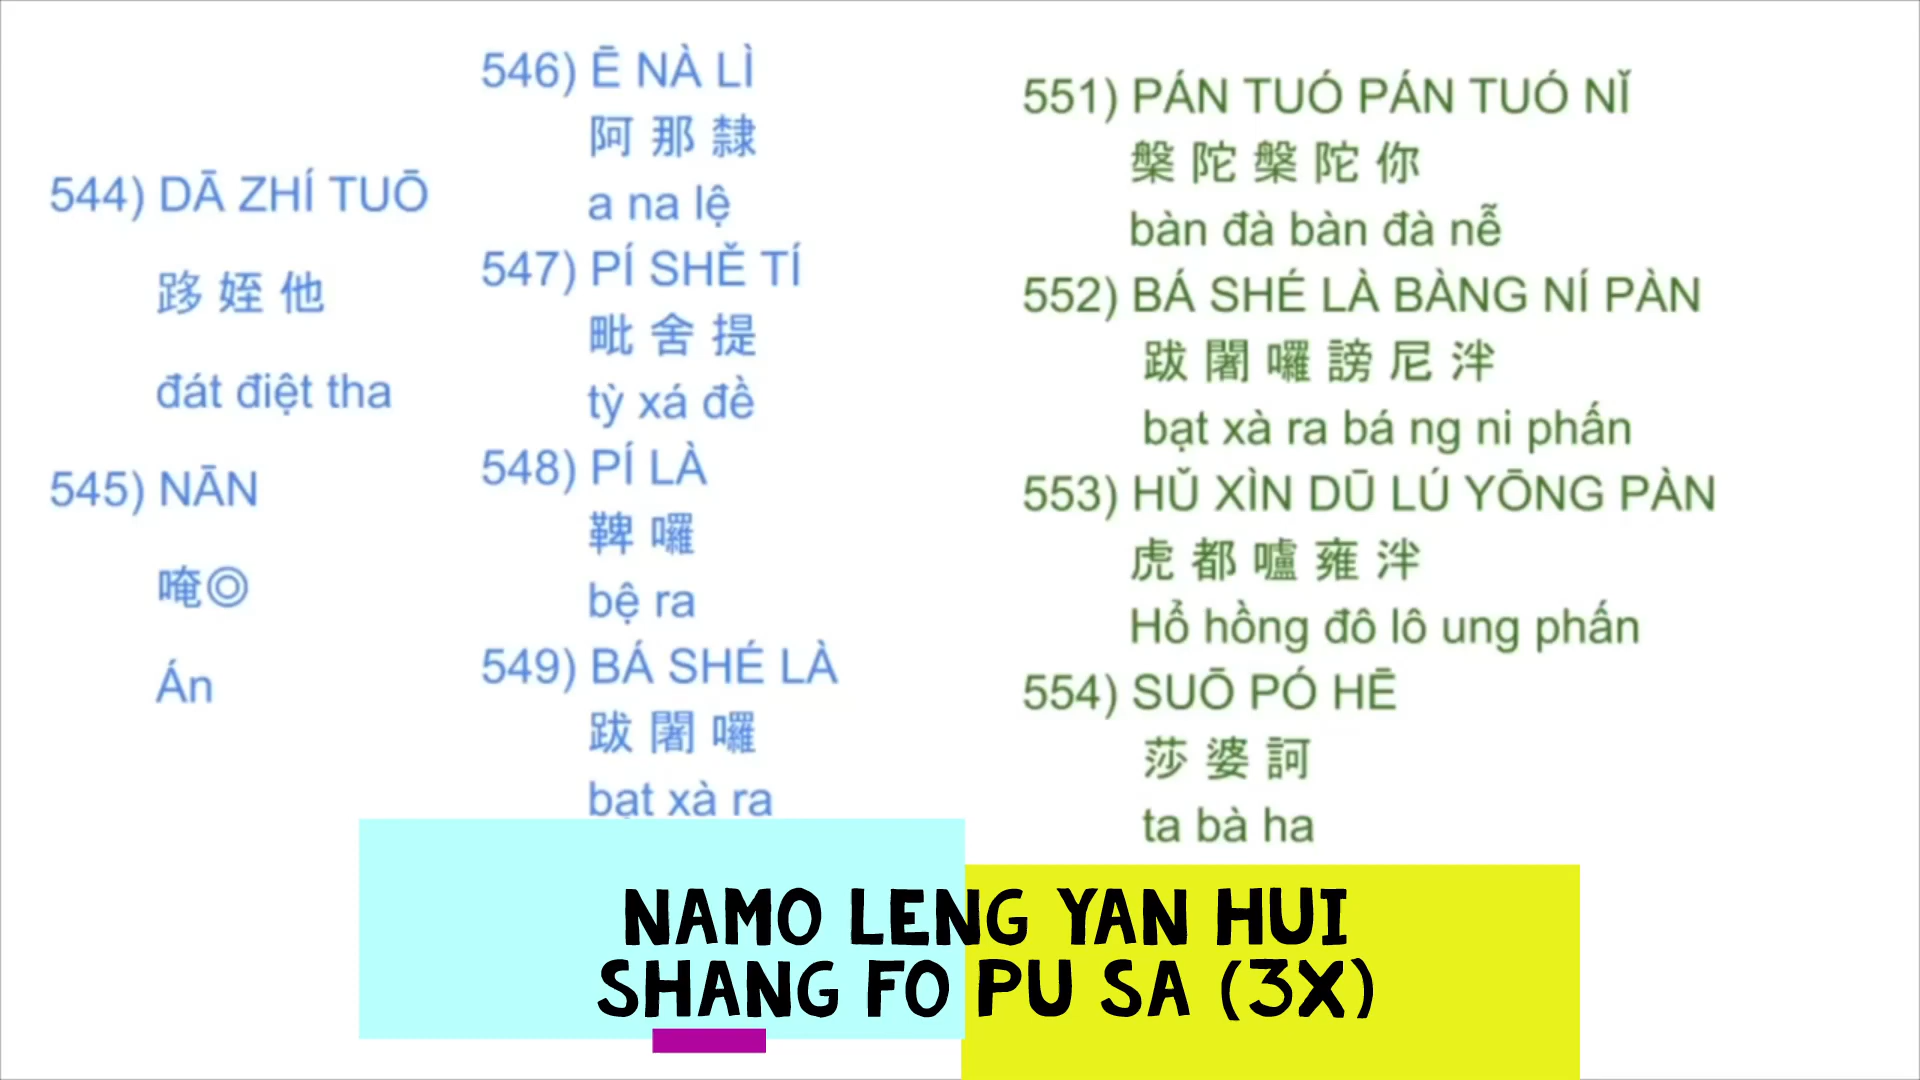 544) DĀ ZHÍ TUŌ
跢 姪 他
đát điệt tha
545) NĀN
唵◎
Án
546) Ē NÀ LÌ
阿 那 隸
a na lệ
547) PÍ SHĚ TÍ
毗 舍 提
tỳ xá đề
548) PÍ LÀ
鞞 囉
bệ ra
549) BÁ SHÉ LÀ
跋 闍 囉
bạt xà ra
551) PÁN TUÓ PÁN TUÓ NǏ
槃 陀 槃 陀 你
bàn đà bàn đà nễ
552) BÁ SHÉ LÀ BÀNG NÍ PÀN
跋 闍 囉 謗 尼 泮
bạt xà ra bá ng ni phấn
553) HǓ XÌN DŪ LÚ YŌNG PÀN
虎 都 嚧 雍 泮
Hổ hồng đô lô ung phấn
554) SUŌ PÓ HĒ
莎 婆 訶
ta bà ha
NAMO LENG YAN HUI
SHANG FO PU SA (3X)